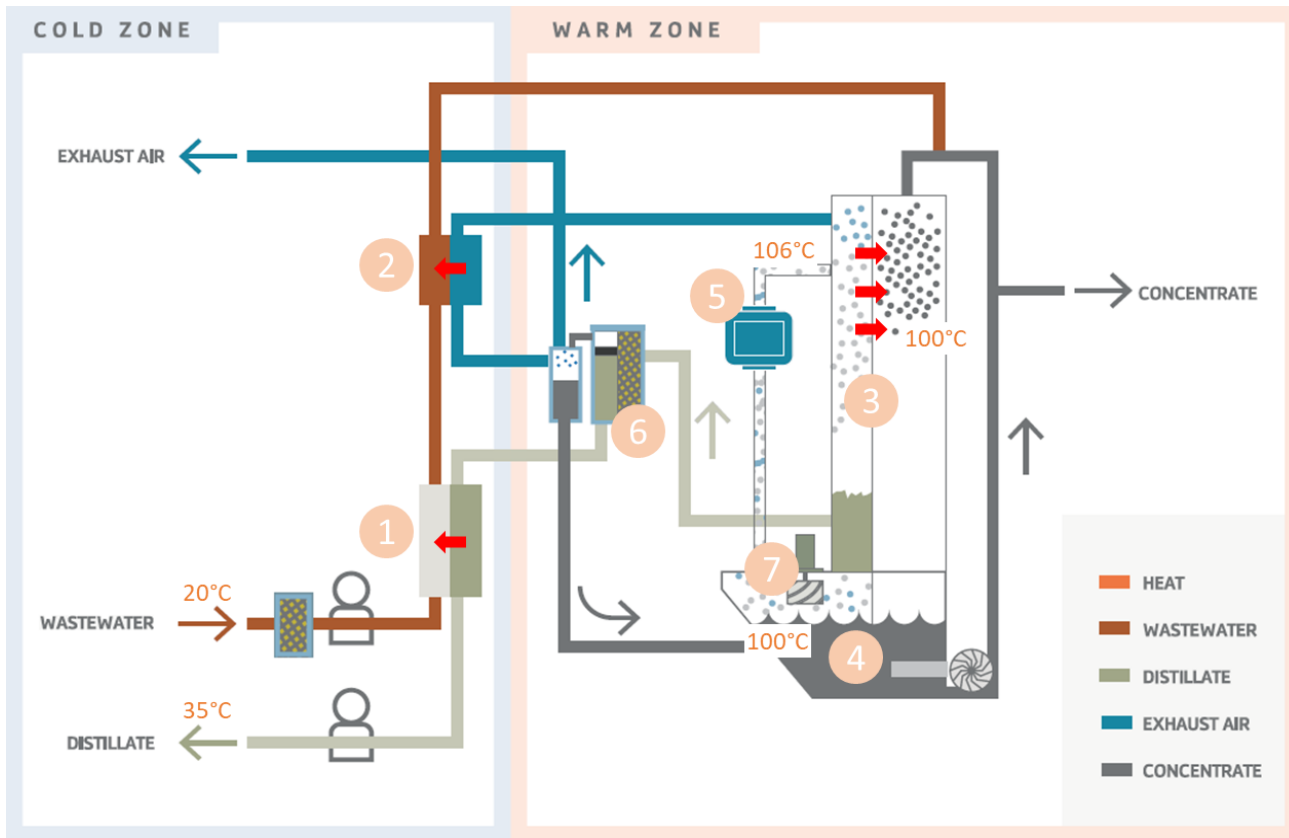 COLD ZONE
WARM ZONE
EXHAUST AIR
2
106°C
5
CONCENTRATE
100°C
3
6
1
7
20°C
WASTEWATER
100°C
4
35°C
DISTILLATE
HEAT
WASTEWATER
DISTILLATE
EXHAUST AIR
CONCENTRATE